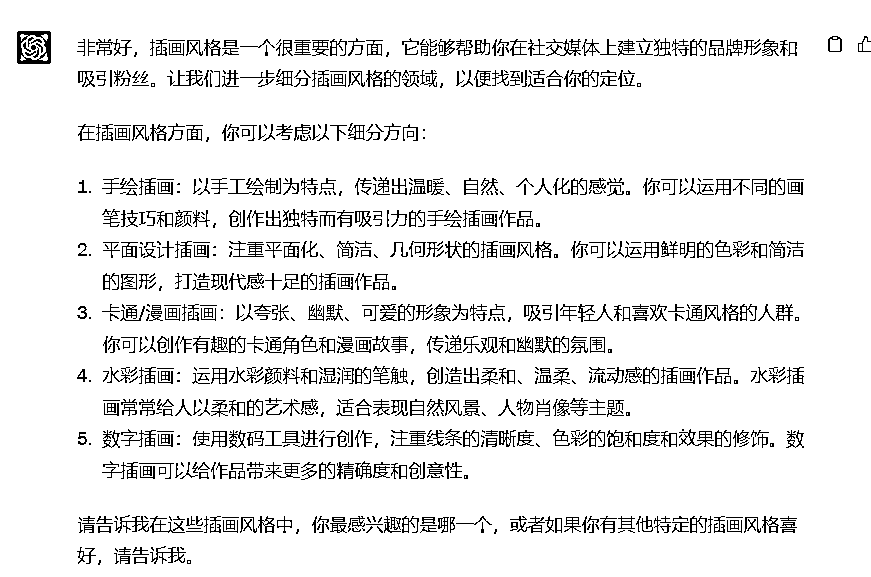 非常好，插画风格是一个很重要的方面，它能够帮助你在社交媒体上建立独特的品牌形象和
吸引粉丝。让我们进一步细分插画风格的领域，以便找到适合你的定位。
在插画风格方面，你可以考虑以下细分方向：
1. 手绘插画：以手工绘制为特点，传递出温暖、自然、个人化的感觉。你可以运用不同的画
笔技巧和颜料，创作出独特而有吸引力的手绘插画作品。
2. 平面设计插画：注重平面化、简洁、几何形状的插画风格。你可以运用鲜明的色彩和简洁
的图形，打造现代感十足的插画作品。
3. 卡通/漫画插画：以夸张、幽默、可爱的形象为特点，吸引年轻人和喜欢卡通风格的人群。
你可以创作有趣的卡通角色和漫画故事，传递乐观和幽默的氛围。
4. 水彩插画：运用水彩颜料和湿润的笔触，创造出柔和、温柔、流动感的插画作品。水彩插
画常常给人以柔和的艺术感，适合表现自然风景、人物肖像等主题。
5. 数字插画：使用数码工具进行创作，注重线条的清晰度、色彩的饱和度和效果的修饰。数
字插画可以给作品带来更多的精确度和创意性。
请告诉我在这些插画风格中，你最感兴趣的是哪一个，或者如果你有其他特定的插画风格喜
好，请告诉我。